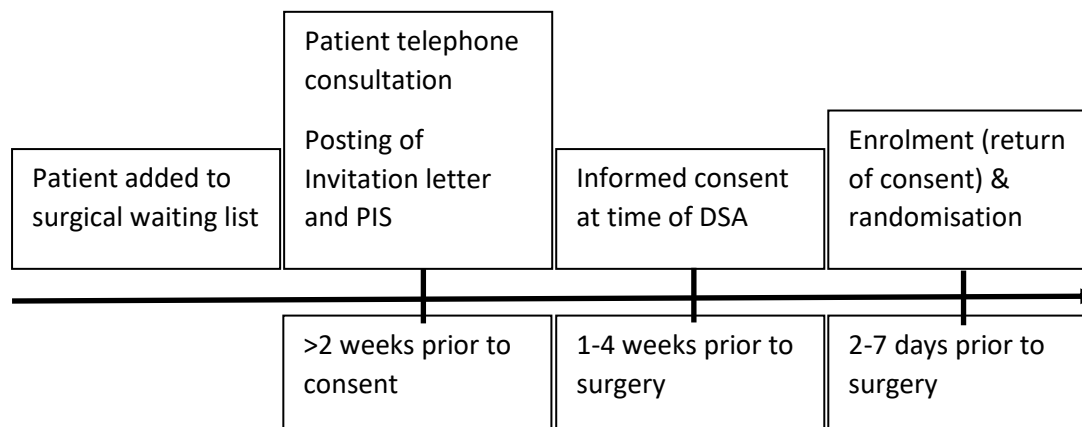 Patient added to
surgical waiting list
Patient telephone
consultation
Posting of
Invitation letter
and PIS
Informed consent
at time of DSA
Enrolment (return
of consent) &
randomisation
>2 weeks prior to
consent
1-4 weeks prior to
surgery
2-7 days prior to
surgery